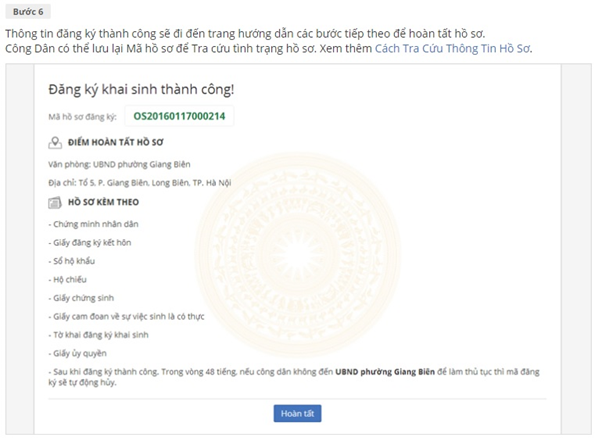 Bước 6
Thông tin đăng ký thành công sẽ đi đến trang hướng dẫn các bước tiếp theo để hoàn tất hồ sơ.
Công Dân có thể lưu lại Mã hồ sơ để Tra cứu tình trạng hồ sơ. Xem thêm Cách Tra Cứu Thông Tin Hồ Sơ.
Đăng ký khai sinh thành công!
Mã hồ sơ đăng ký: OS20160117000214
ĐIỂM HOÀN TẤT HỒ SƠ
Văn phòng: UBND phường Giang Biên
Địa chỉ: Tổ 5, P. Giang Biên, Long Biên, TP. Hà Nội
HỒ SƠ KÈM THEO
- Chứng minh nhân dân
- Giấy đăng ký kết hôn
- Sổ hộ khẩu
- Hộ chiếu
- Giấy chứng sinh
- Giấy cam đoan về sự việc sinh là có thực
- Tờ khai đăng ký khai sinh
- Giấy ủy quyền
- Sau khi đăng ký thành công. Trong vòng 48 tiếng, nếu công dân không đến UBND phường Giang Biên để làm thủ tục thì mã đăng
ký sẽ tự động hủy.
Hoàn tất